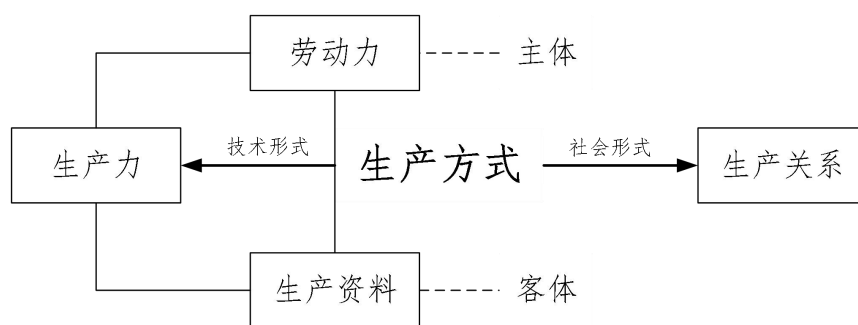 劳动力
主体
生产力
技术形式
生产方式
社会形式
生产关系
生产资料
客体